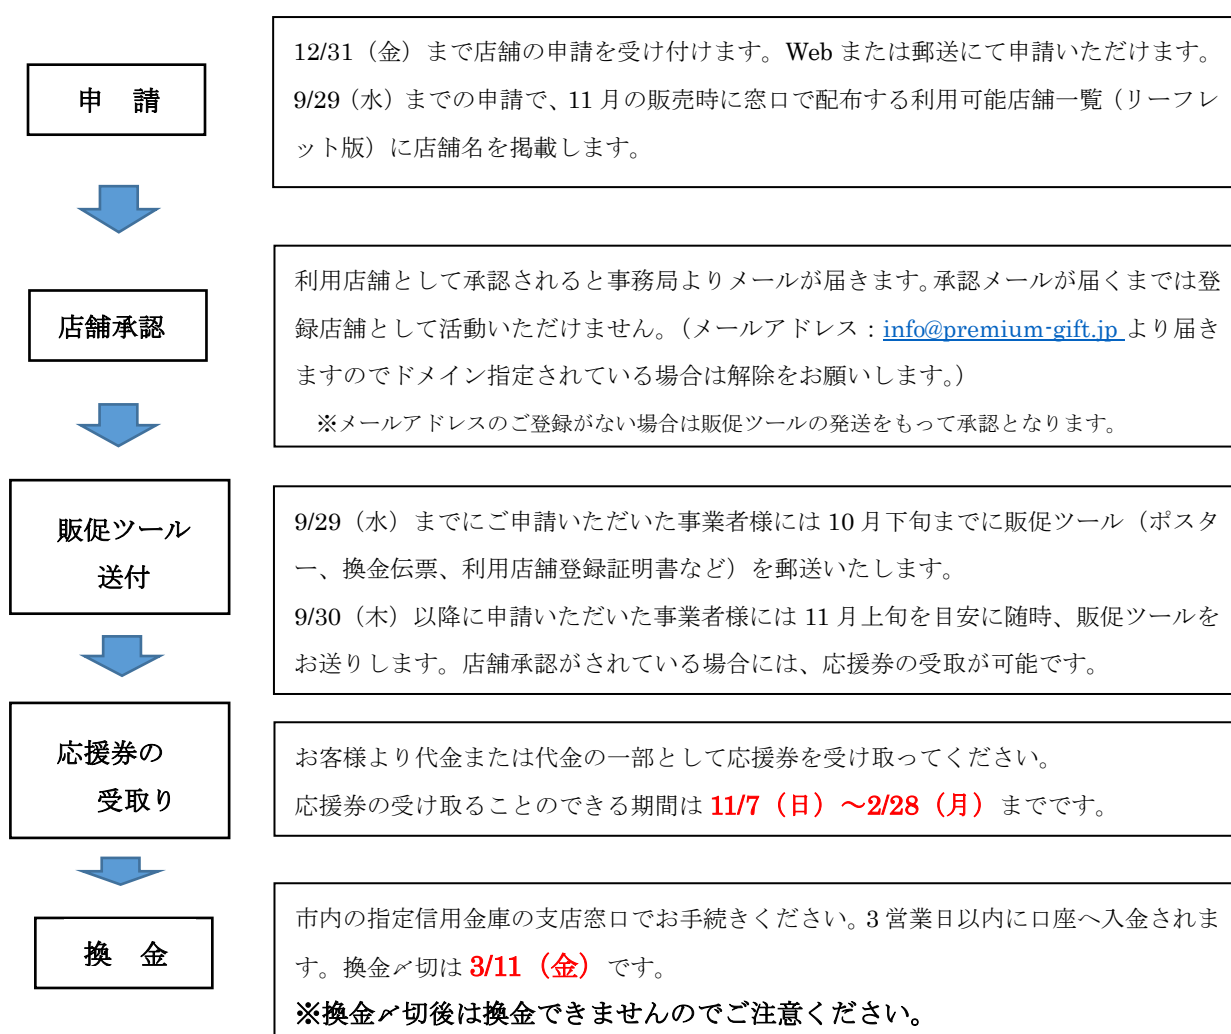 申　請
12/31（金）まで店舗の申請を受け付けます。Web または郵送にて申請いただけます。
9/29（水）までの申請で、11 月の販売時に窓口で配布する利用可能店舗一覧（リーフレ
ット版）に店舗名を掲載します。
店舗承認
利用店舗として承認されると事務局よりメールが届きます。承認メールが届くまでは登
録店舗として活動いただけません。（メールアドレス：info@premium-gift.jp より届き
ますのでドメイン指定されている場合は解除をお願いします。）
※メールアドレスのご登録がない場合は販促ツールの発送をもって承認となります。
販促ツール
送付
9/29（水）までにご申請いただいた事業者様には 10 月下旬までに販促ツール（ポスタ
ー、換金伝票、利用店舗登録証明書など）を郵送いたします。
9/30（木）以降に申請いただいた事業者様には 11 月上旬を目安に随時、販促ツールを
お送りします。店舗承認がされている場合には、応援券の受取が可能です。
応援券の
受取り
お客様より代金または代金の一部として応援券を受け取ってください。
応援券の受け取ることのできる期間は 11/7（日）～2/28（月）までです。
換　金
市内の指定信用金庫の支店窓口でお手続きください。3 営業日以内に口座へ入金されま
す。換金〆切は 3/11（金）です。
※換金〆切後は換金できませんのでご注意ください。